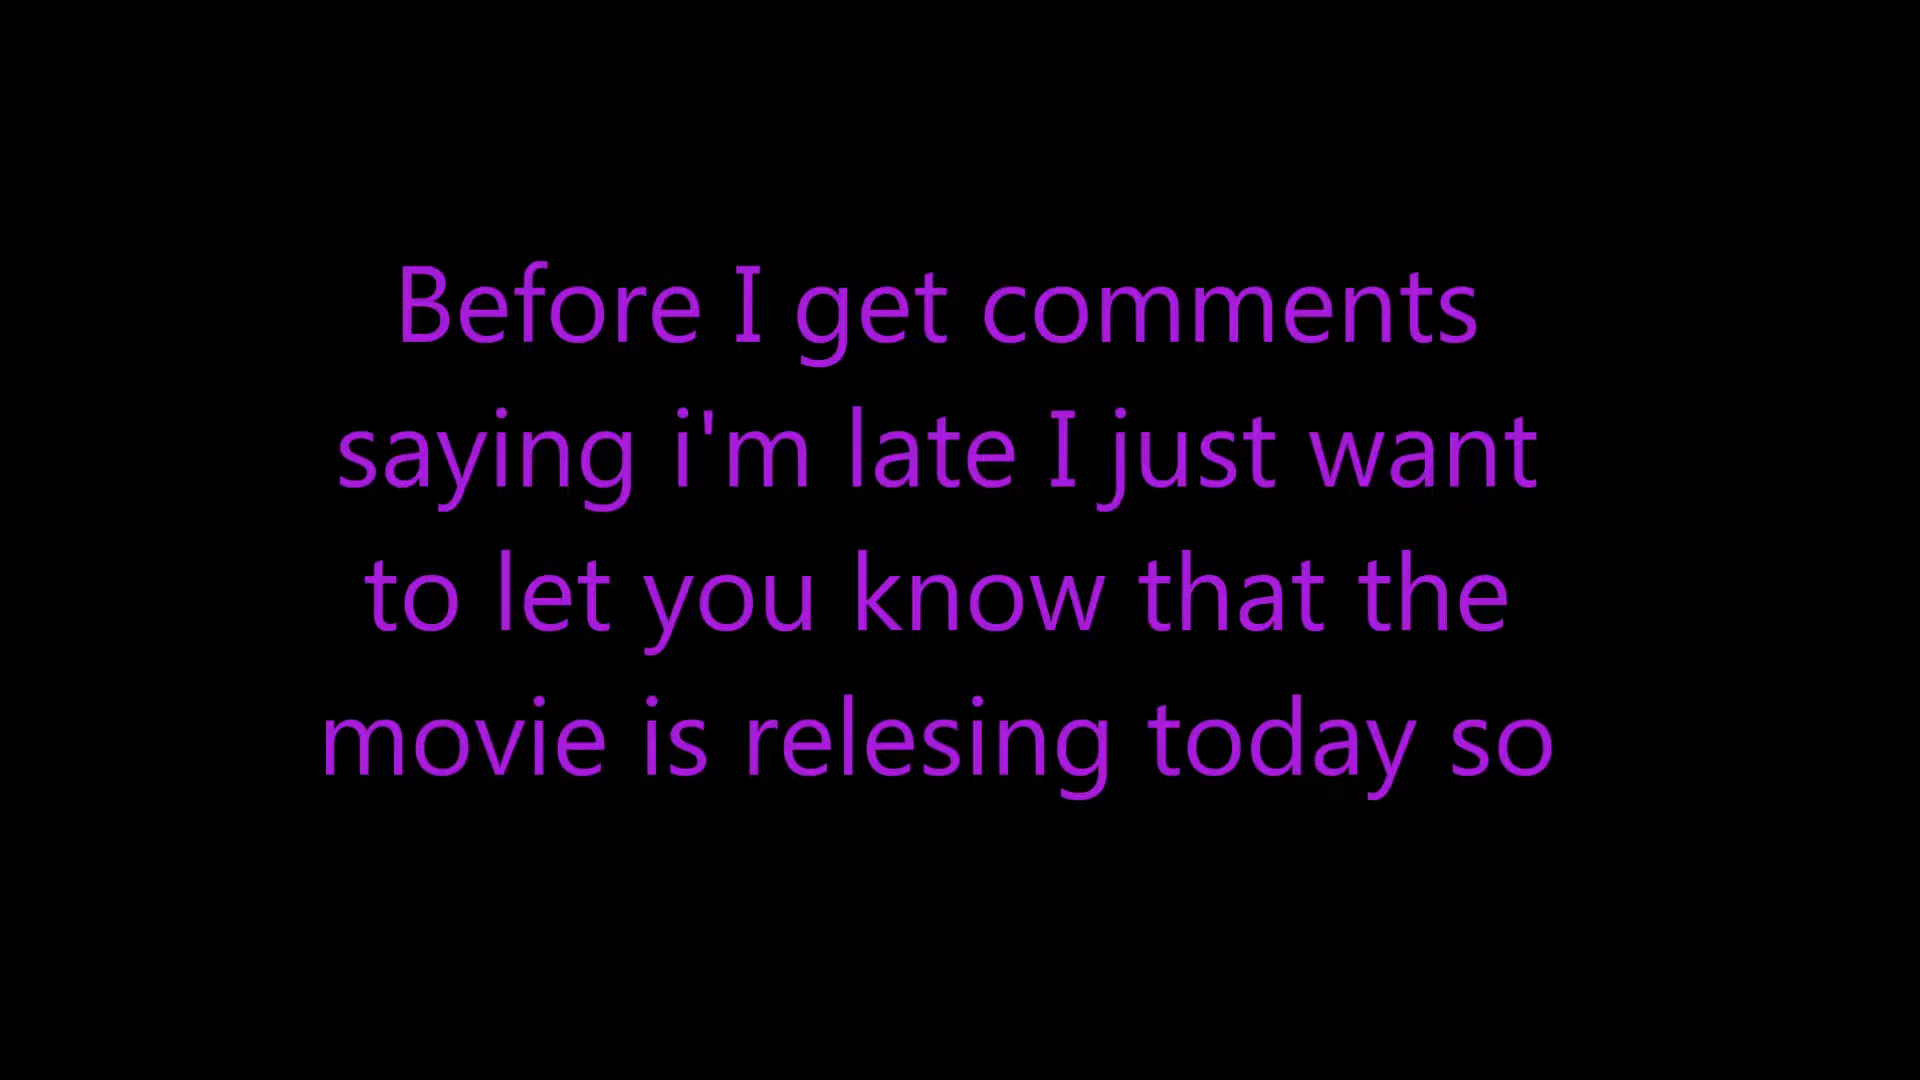 Before I get comments
saying i'm late I just want
to let you know that the
movie is relesing today so